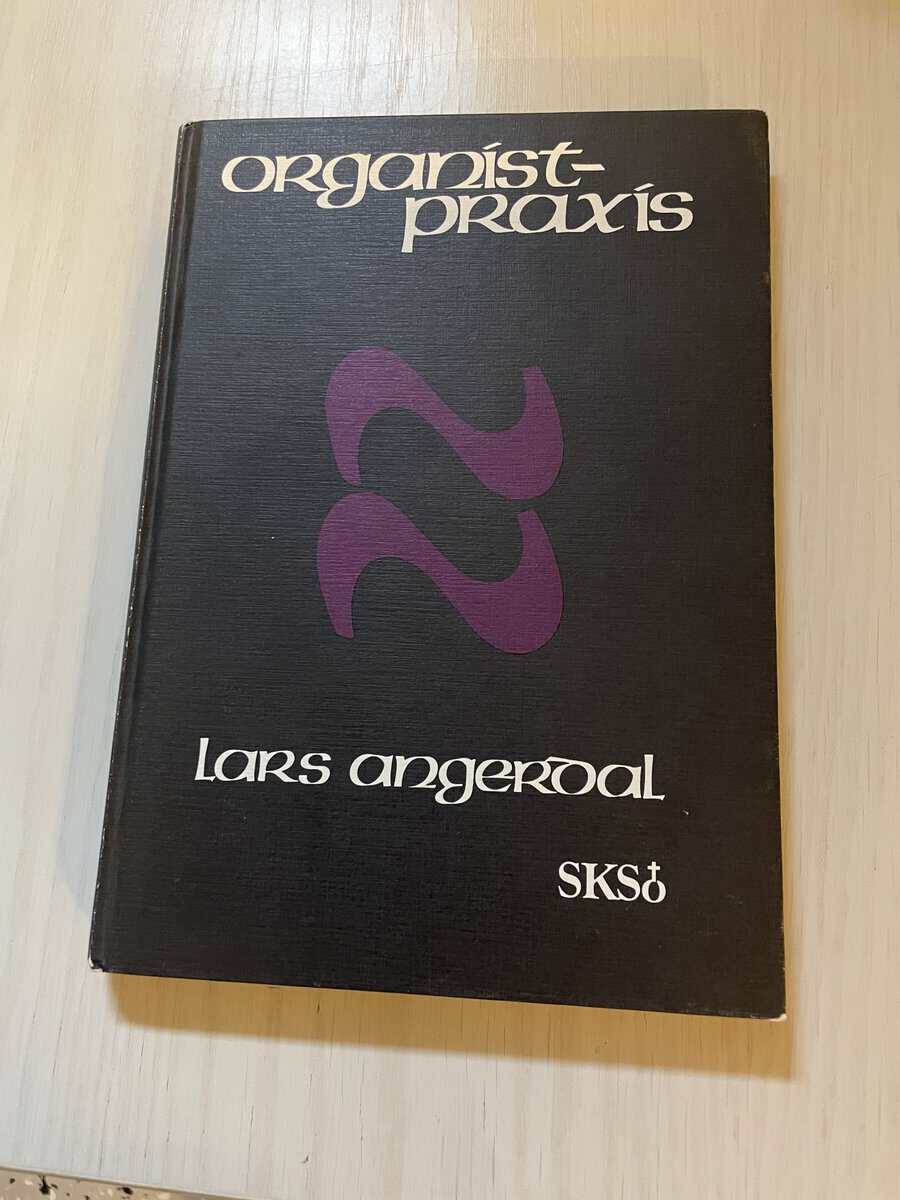 organist-
praxis
Lars angerdal
SKS